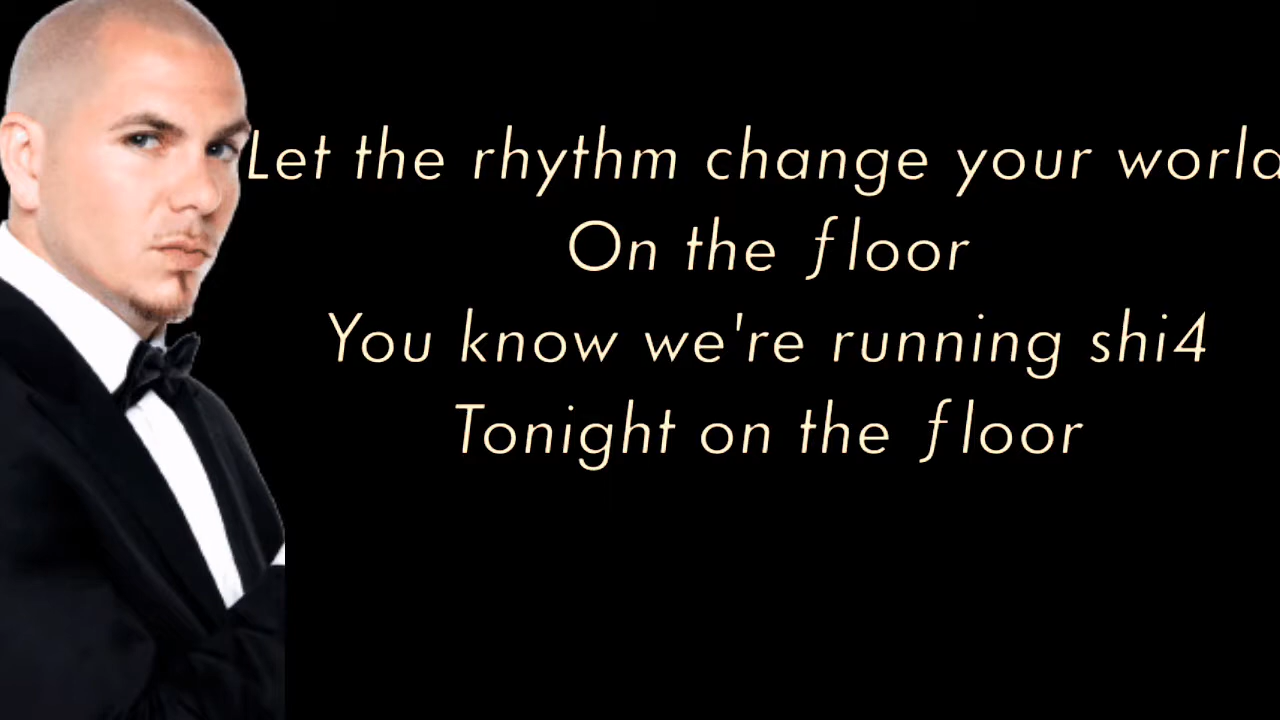 Let the rhythm change your world
On the floor
You know we're running shi4
Tonight on the floor